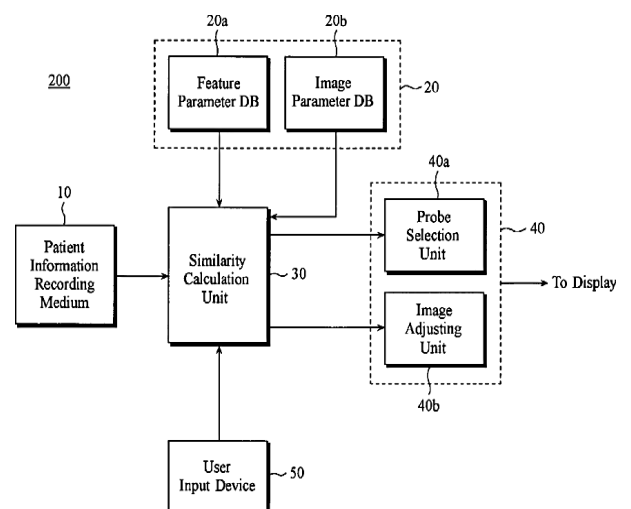 20a
20b
200
Feature
Parameter DB
Image
Parameter DB
20
10
Patient
Information
Recording
Medium
Similarity
Calculation
Unit
30
40a
Probe
Selection
Unit
40
To Display
Image
Adjusting
Unit
40b
User
Input Device
50